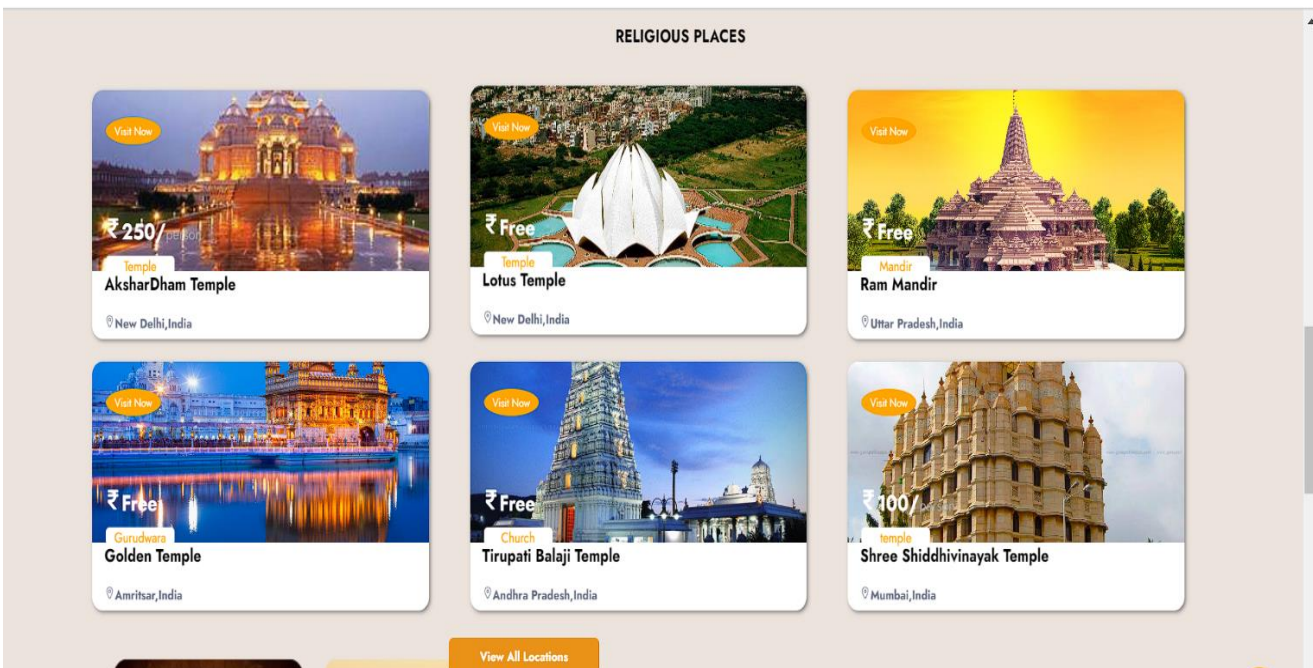 RELIGIOUS PLACES
Visit Now
₹ 250/person
Temple
AksharDham Temple
New Delhi,India
Visit Now
₹ Free
Temple
Lotus Temple
New Delhi,India
Visit Now
₹ Free
Mandir
Ram Mandir
Uttar Pradesh,India
Visit Now
₹ Free
Gurudwara
Golden Temple
Amritsar,India
Visit Now
₹ Free
Church
Tirupati Balaji Temple
Andhra Pradesh,India
Visit Now
₹ 100/person
temple
Shree Shiddhivinayak Temple
Mumbai,India
View All Locations